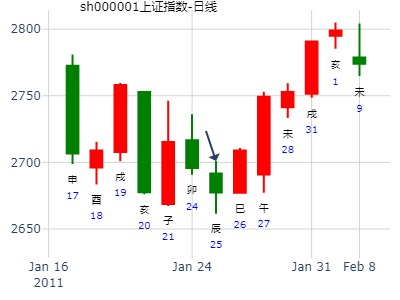 sh000001上证指数-日线
2800
2750
2700
2650
申
17
酉
18
戌
19
亥
20
子
21
卯
24
辰
25
巳
26
午
27
未
28
戌
31
亥
1
未
9
Jan 16
2011
Jan 24
Jan 31
Feb 8